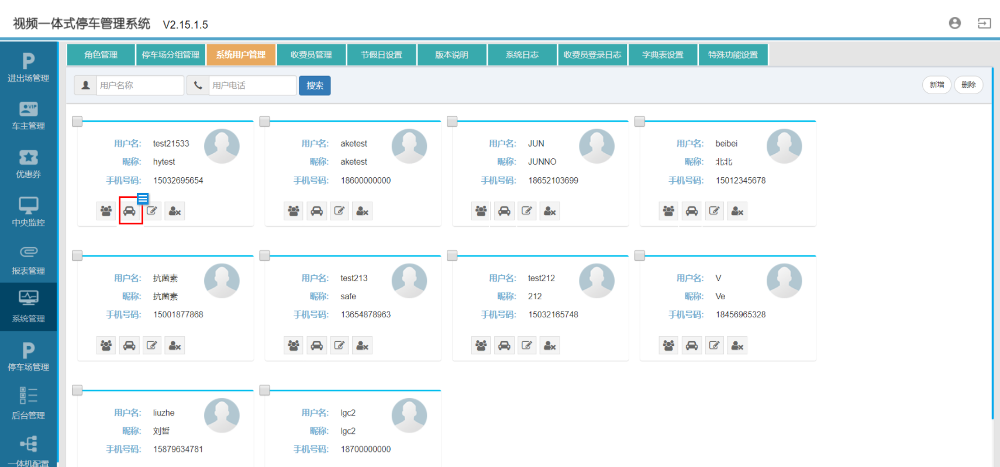 视频一体式停车管理系统 V2.15.1.5
角色管理 停车场分组管理 系统用户管理 收费员管理 节假日设置 版本说明 系统日志 收费员登录日志 字典表设置 特殊功能设置
用户名称 用户电话 搜索 新增 删除
P
进出场管理
VIP
车主管理
优惠券
中央监控
报表管理
系统管理
P
停车场管理
后台管理
一体机配置
用户名: test21533
昵称: hytest
手机号码: 15032695654
用户名: aketest
昵称: aketest
手机号码: 18600000000
用户名: JUN
昵称: JUNNO
手机号码: 18652103699
用户名: beibei
昵称: 北北
手机号码: 15012345678
用户名: 抗菌素
昵称: 抗菌素
手机号码: 15001877868
用户名: test213
昵称: safe
手机号码: 13654878963
用户名: test212
昵称: 212
手机号码: 15032165748
用户名: V
昵称: Ve
手机号码: 18456965328
用户名: liuzhe
昵称: 刘哲
手机号码: 15879634781
用户名: lgc2
昵称: lgc2
手机号码: 18700000000